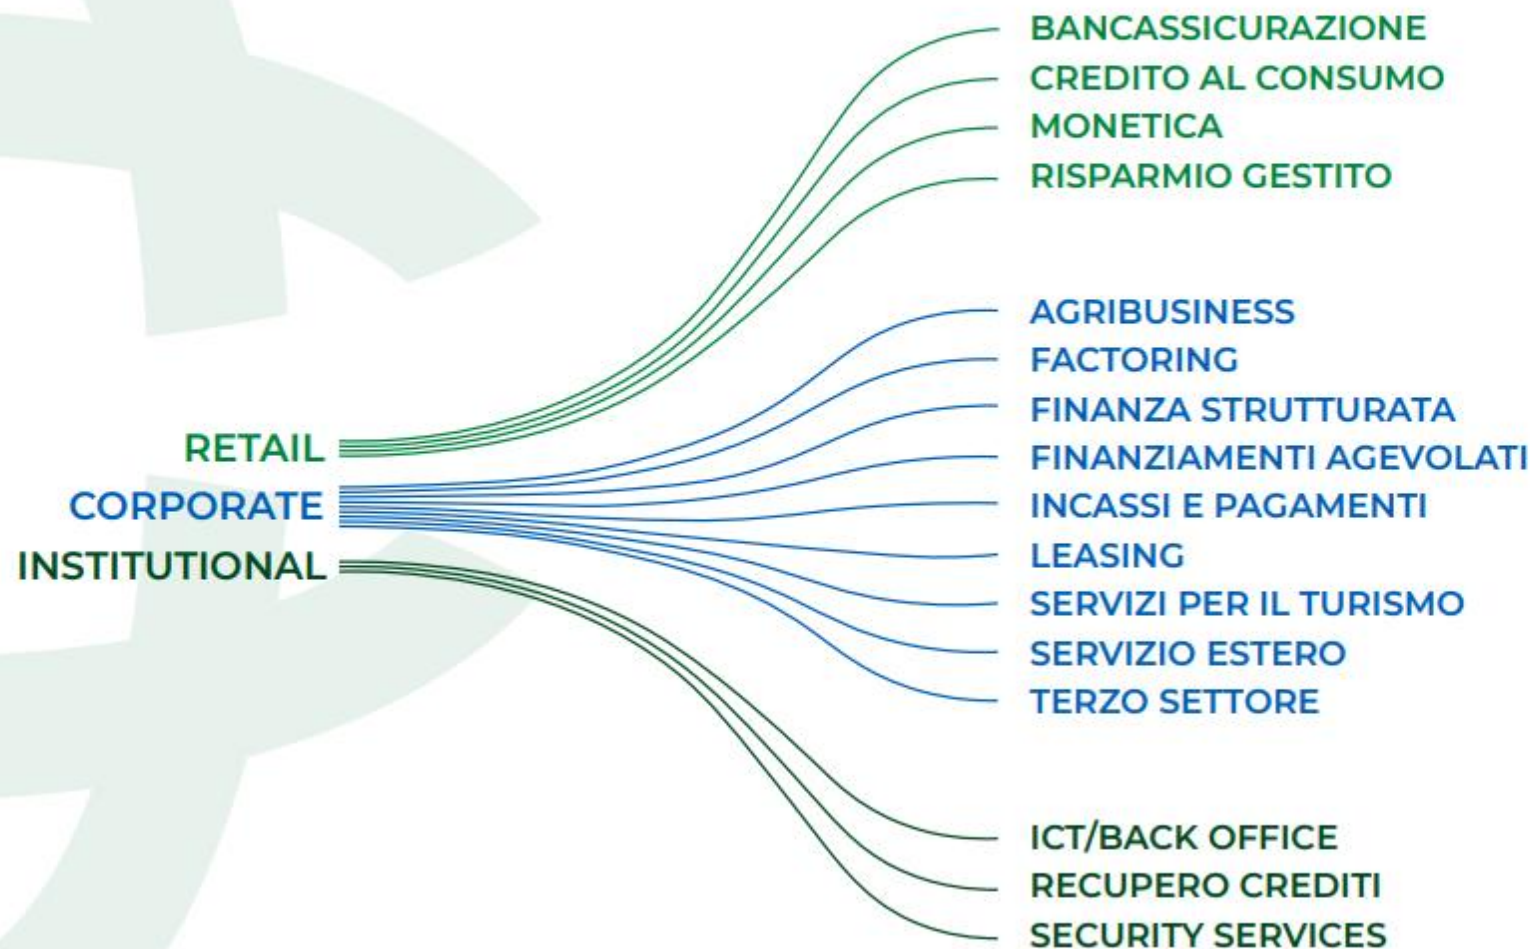 RETAIL
CORPORATE
INSTITUTIONAL
BANCASSICURAZIONE
CREDITO AL CONSUMO
MONETICA
RISPARMIO GESTITO
AGRIBUSINESS
FACTORING
FINANZA STRUTTURATA
FINANZIAMENTI AGEVOLATI
INCASSI E PAGAMENTI
LEASING
SERVIZI PER IL TURISMO
SERVIZIO ESTERO
TERZO SETTORE
ICT/BACK OFFICE
RECUPERO CREDITI
SECURITY SERVICES